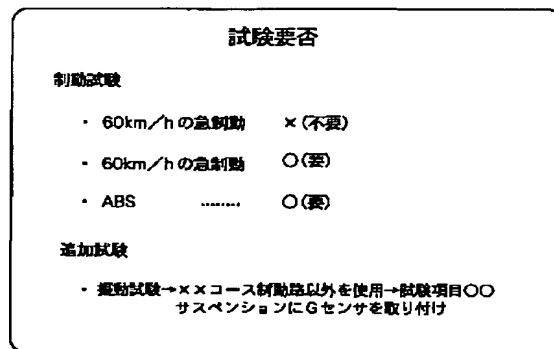 試験要否
制動試験
・ 60km/hの急制動 ×(不要)
・ 60km/hの急制動 ○(要)
・ ABS ‥‥‥‥ ○(要)
追加試験
・ 振動試験→××コース制動路以外を使用→試験項目○○
サスペンションにGセンサを取り付け